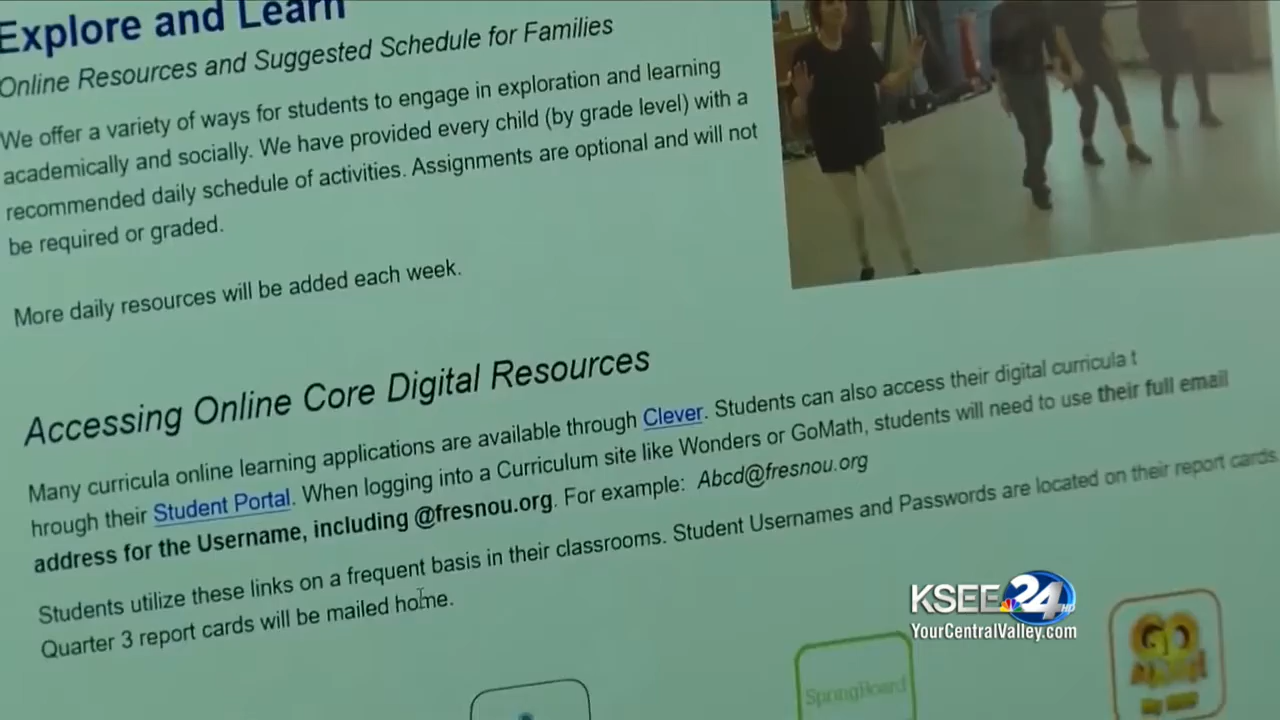 Explore and Learn
Online Resources and Suggested Schedule for Families
We offer a variety of ways for students to engage in exploration and learning
academically and socially. We have provided every child (by grade level) with a
recommended daily schedule of activities. Assignments are optional and will not
be required or graded.
More daily resources will be added each week.
Accessing Online Core Digital Resources
Many curricula online learning applications are available through Clever. Students can also access their digital curricula t
hrough their Student Portal. When logging into a Curriculum site like Wonders or GoMath, students will need to use their full email
address for the Username, including @fresnou.org. For example: Abcd@fresnou.org
Students utilize these links on a frequent basis in their classrooms. Student Usernames and Passwords are located on their report cards.
Quarter 3 report cards will be mailed home.
KSEE 24 HD
YourCentralValley.com
SpringBoard
GO